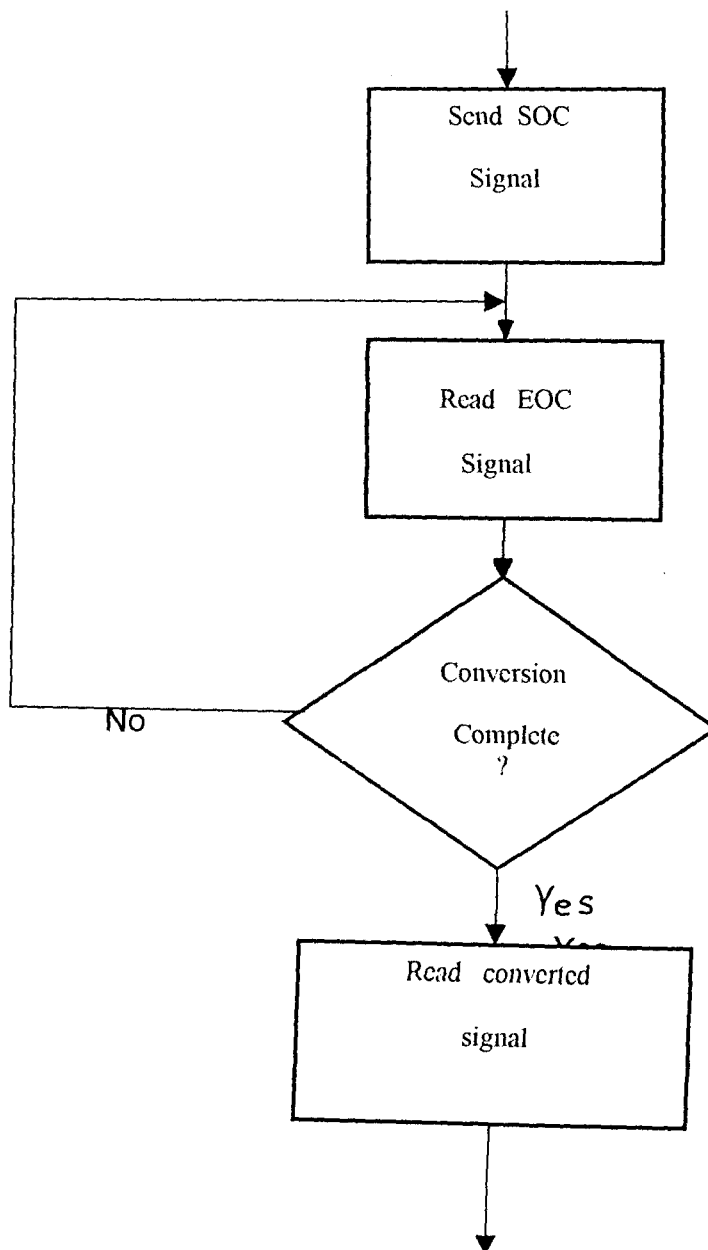 Send SOC
Signal
Read EOC
Signal
Conversion
Complete
?
No
Yes
Read converted
signal